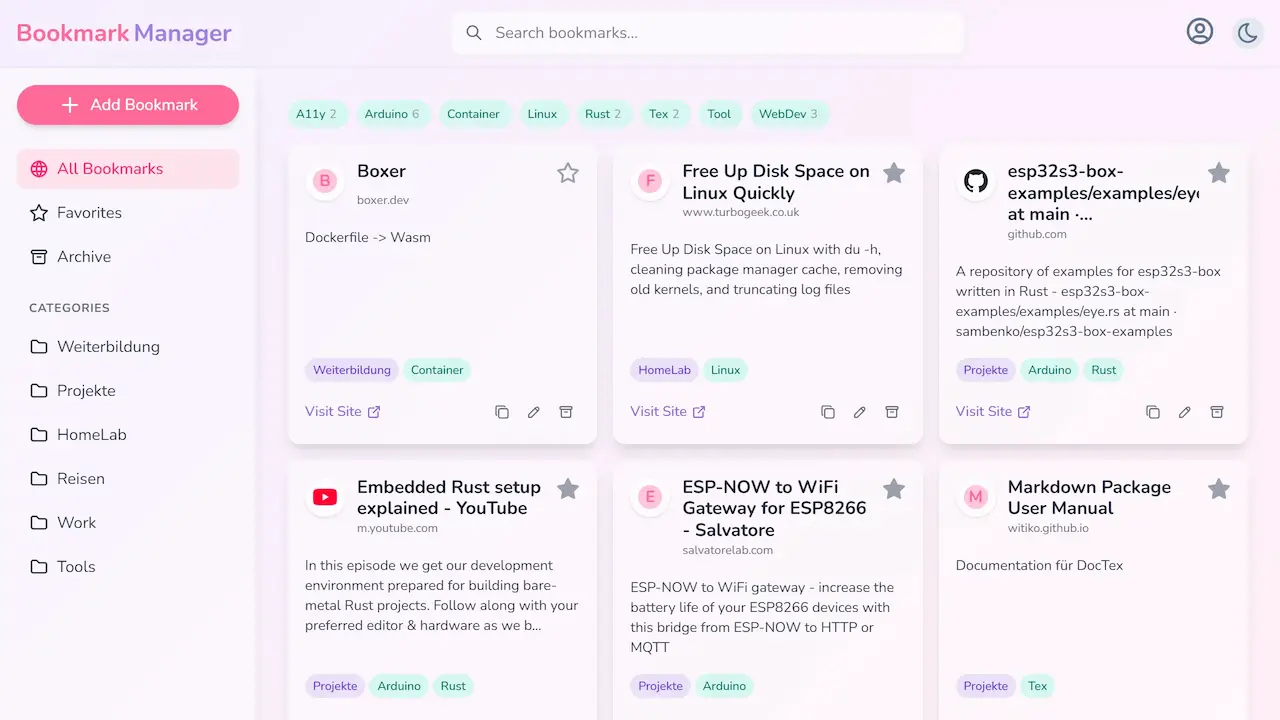 Bookmark Manager
Search bookmarks...
Add Bookmark
All Bookmarks
Favorites
Archive
CATEGORIES
Weiterbildung
Projekte
HomeLab
Reisen
Work
Tools
A11y 2
Arduino 6
Container
Linux
Rust 2
Tex 2
Tool
WebDev 3
B
Boxer
boxer.dev
Dockerfile -> Wasm
Weiterbildung
Container
Visit Site
F
Free Up Disk Space on
Linux Quickly
www.turbogeek.co.uk
Free Up Disk Space on Linux with du -h,
cleaning package manager cache, removing
old kernels, and truncating log files
HomeLab
Linux
Visit Site
esp32s3-box-
examples/examples/eye
at main ·...
github.com
A repository of examples for esp32s3-box
written in Rust - esp32s3-box-
examples/examples/eye.rs at main ·
sambenko/esp32s3-box-examples
Projekte
Arduino
Rust
Visit Site
Embedded Rust setup
explained - YouTube
m.youtube.com
In this episode we get our development
environment prepared for building bare-
metal Rust projects. Follow along with your
preferred editor & hardware as we b...
Projekte
Arduino
Rust
E
ESP-NOW to WiFi
Gateway for ESP8266
- Salvatore
salvatorelab.com
ESP-NOW to WiFi gateway - increase the
battery life of your ESP8266 devices with
this bridge from ESP-NOW to HTTP or
MQTT
Projekte
Arduino
M
Markdown Package
User Manual
witiko.github.io
Documentation für DocTex
Projekte
Tex